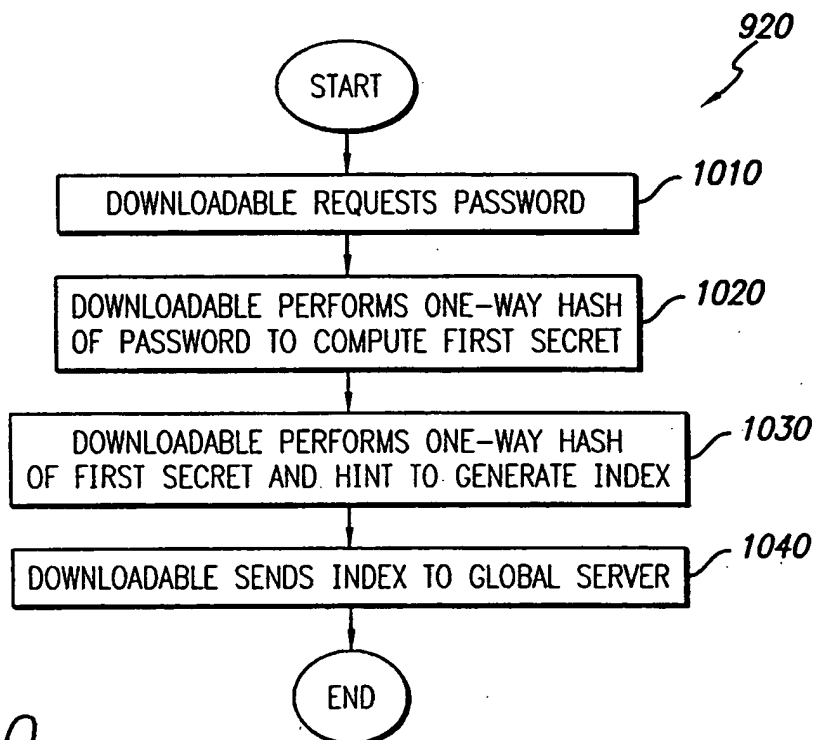 920
START
DOWNLOADABLE REQUESTS PASSWORD
1010
DOWNLOADABLE PERFORMS ONE-WAY HASH
OF PASSWORD TO COMPUTE FIRST SECRET
1020
DOWNLOADABLE PERFORMS ONE-WAY HASH
OF FIRST SECRET AND HINT TO GENERATE INDEX
1030
DOWNLOADABLE SENDS INDEX TO GLOBAL SERVER
1040
END